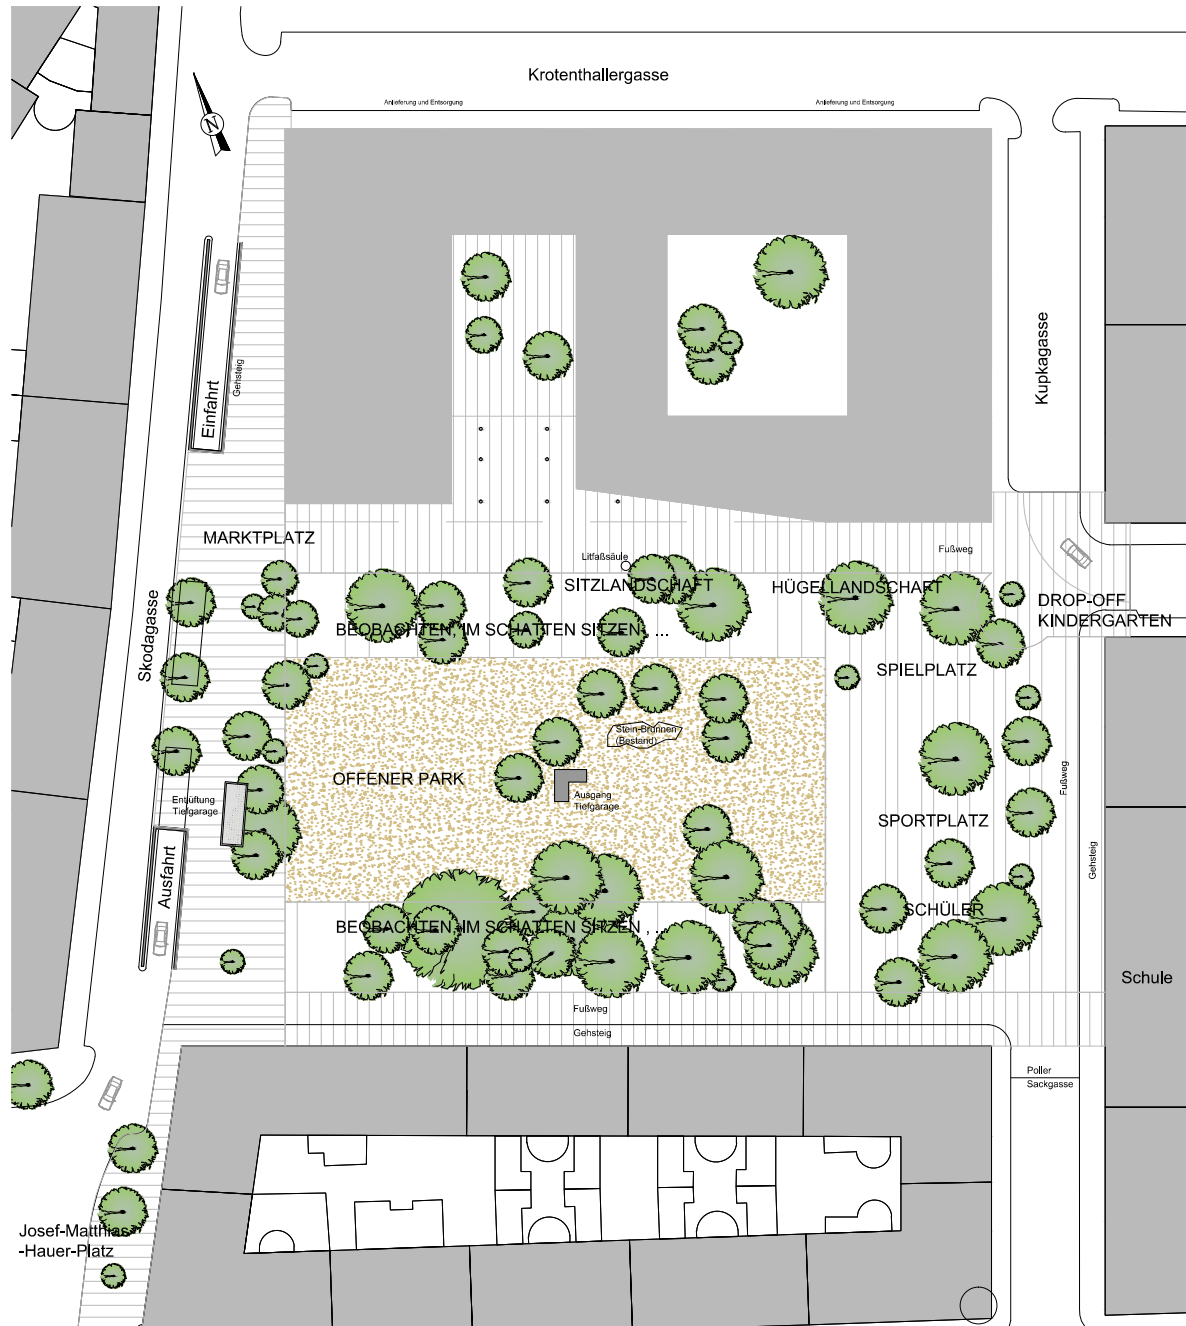 Krotenthallergasse
Anlieferung und Entsorgung
Anlieferung und Entsorgung
N
Kupkagasse
Gehsteig
Einfahrt
MARKTPLATZ
Litfaßsäule
Fußweg
SITZLANDSCHAFT
HÜGELLANDSCHAFT
DROP-OFF
KINDERGARTEN
BEOBACHTEN, IM SCHATTEN SITZEN , ...
Skodagasse
SPIELPLATZ
Stein-Brunnen
(Bestand)
OFFENER PARK
Fußweg
Entlüftung
Tiefgarage
Ausgang
Tiefgarage
SPORTPLATZ
Ausfahrt
Gehsteig
SCHÜLER
BEOBACHTEN, IM SCHATTEN SITZEN , ...
Schule
Fußweg
Gehsteig
Poller
Sackgasse
Josef-Matthias
-Hauer-Platz